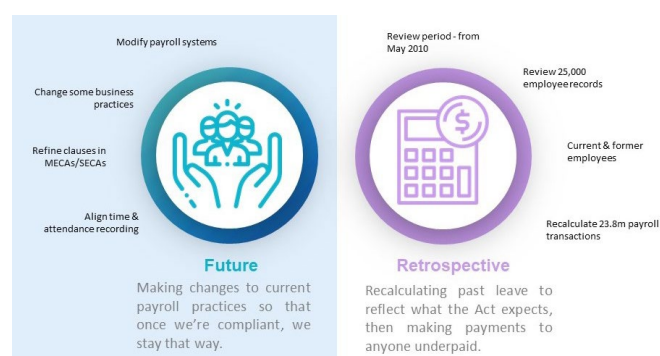 Modify payroll systems
Change some business
practices
Refine clauses in
MECAs/SECAs
Align time &
attendance recording
Future
Making changes to current
payroll practices so that
once we're compliant, we
stay that way.
Review period - from
May 2010
Review 25,000
employee records
Current & former
employees
Recalculate 23.8m payroll
transactions
$
Retrospective
Recalculating past leave to
reflect what the Act expects,
then making payments to
anyone underpaid.